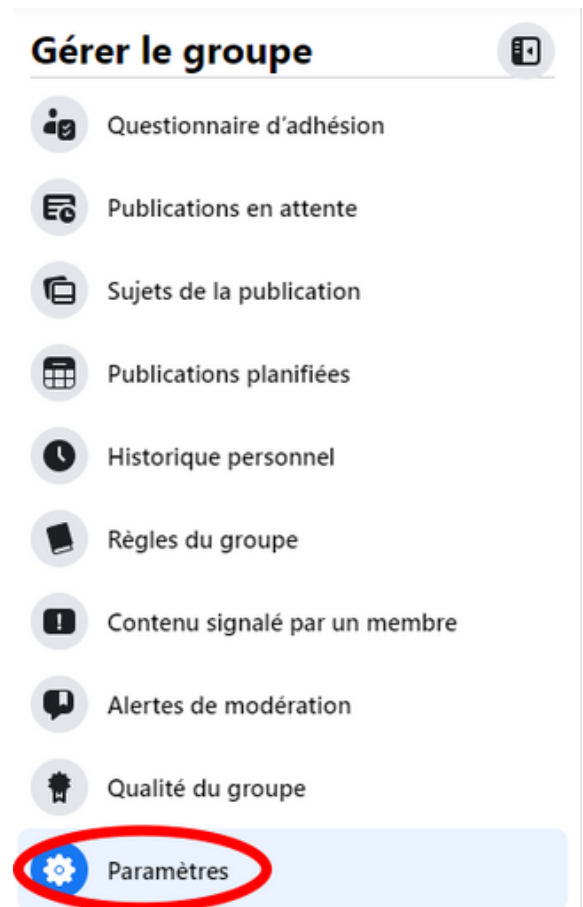 Gérer le groupe
Questionnaire d'adhésion
Publications en attente
Sujets de la publication
Publications planifiées
Historique personnel
Règles du groupe
Contenu signalé par un membre
Alertes de modération
Qualité du groupe
Paramètres